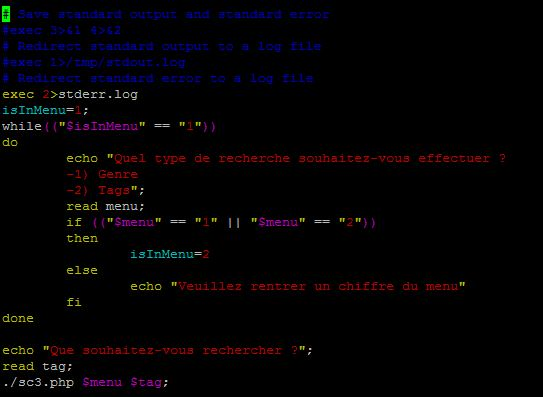 # Save standard output and standard error
#exec 3>&1 4>&2
# Redirect standard output to a log file
#exec 1>/tmp/stdout.log
# Redirect standard error to a log file
exec 2>stderr.log
isInMenu=1;
while(("$isInMenu" == "1"))
do
        echo "Quel type de recherche souhaitez-vous effectuer ?
        -1) Genre
        -2) Tags";
        read menu;
        if (("$menu" == "1" || "$menu" == "2"))
        then
                isInMenu=2
        else
                echo "Veuillez rentrer un chiffre du menu"
        fi
done

echo "Que souhaitez-vous rechercher ?";
read tag;
./sc3.php $menu $tag;